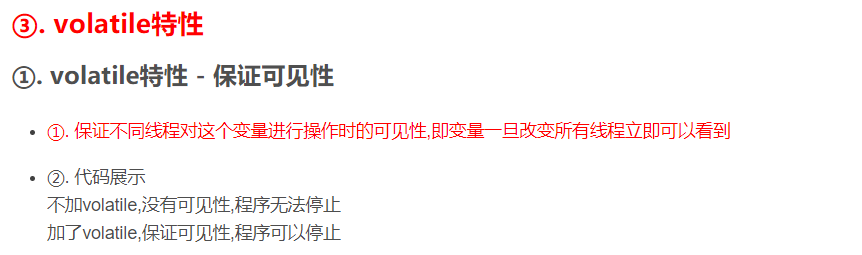 ③. volatile特性
①. volatile特性 - 保证可见性
①. 保证不同线程对这个变量进行操作时的可见性,即变量一旦改变所有线程立即可以看到
②. 代码展示
不加volatile,没有可见性,程序无法停止
加了volatile,保证可见性,程序可以停止